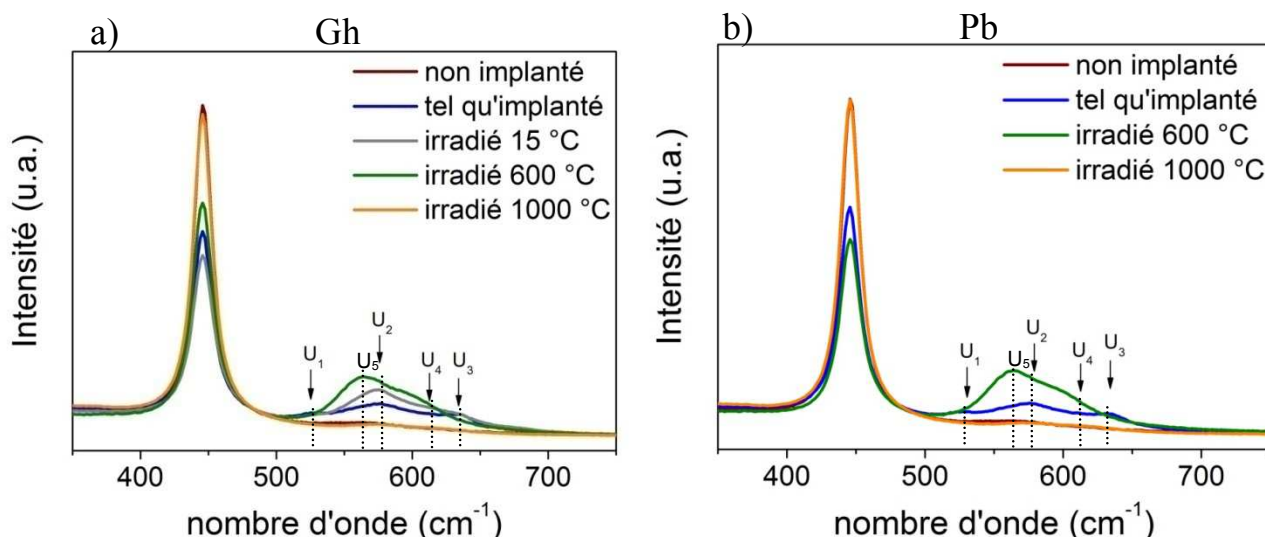 a) Gh
non implanté
tel qu'implanté
irradié 15 °C
irradié 600 °C
irradié 1000 °C
Intensité (u.a.)
U₁
U₅
U₂
U₄
U₃
400 500 600 700
nombre d'onde (cm⁻¹)
b) Pb
non implanté
tel qu'implanté
irradié 600 °C
irradié 1000 °C
Intensité (u.a.)
U₁
U₅
U₂
U₄
U₃
400 500 600 700
nombre d'onde (cm⁻¹)